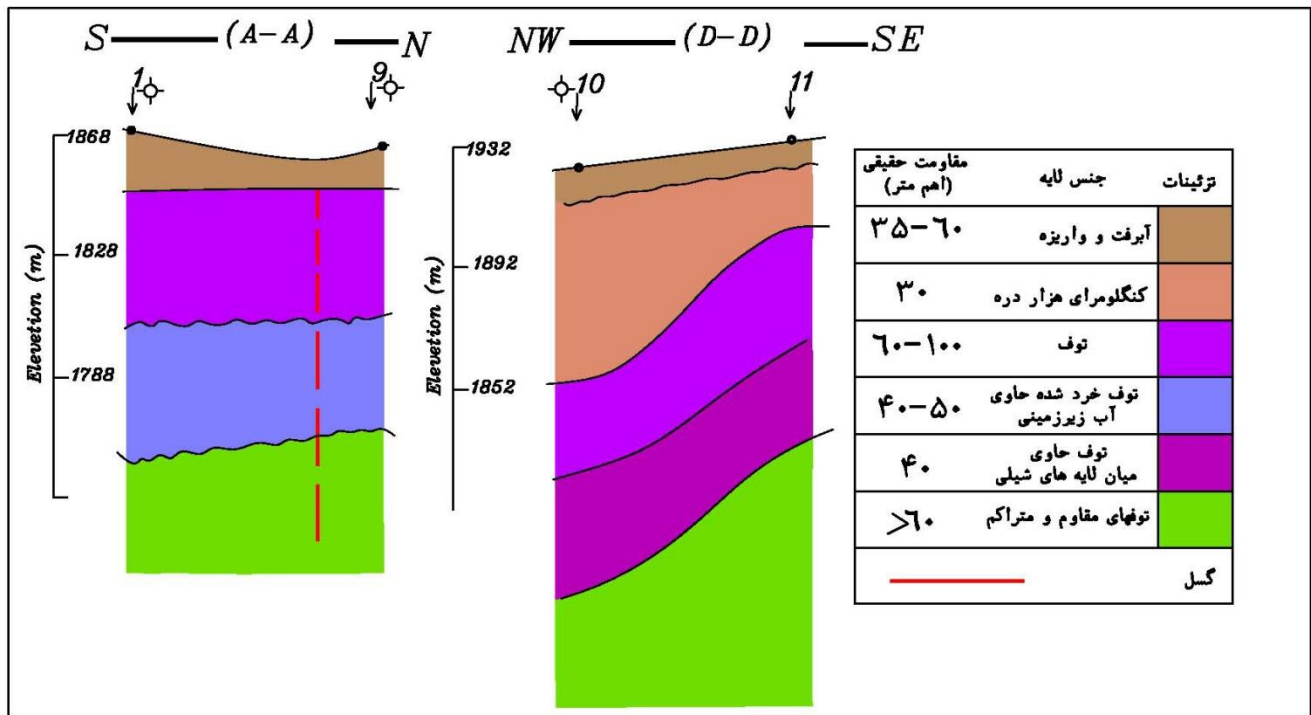 S (A-A) N
1 9
1868
1828
1788
Elevetion (m)
NW (D-D) SE
10 11
1932
1892
1852
Elevetion (m)
تزئینات جنس لایه مقاومت حقیقی
(اهم متر)
آبرفت و واریزه ۳۵-۶۰
کنگلومرای هزار دره ۳۰
توف ۶۰-۱۰۰
توف خرد شده حاوی
آب زیرزمینی ۴۰-۵۰
توف حاوی
میان لایه های شیلی ۴۰
توفهای مقاوم و متراکم >۶۰
گسل